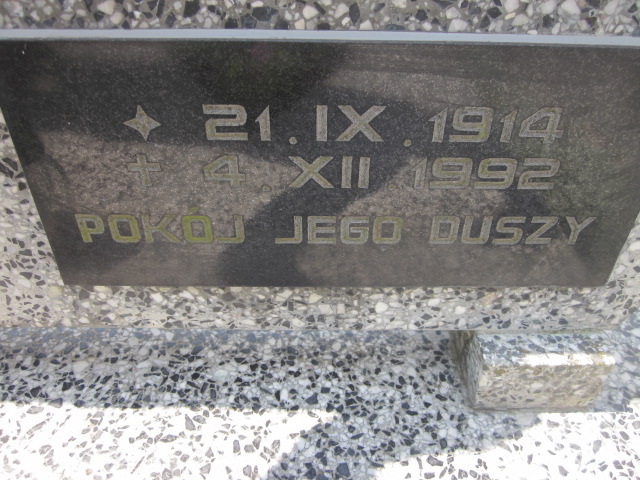 ✦ 21.IX.1914
✝ 4.XII 1992
POKÓJ JEGO DUSZY